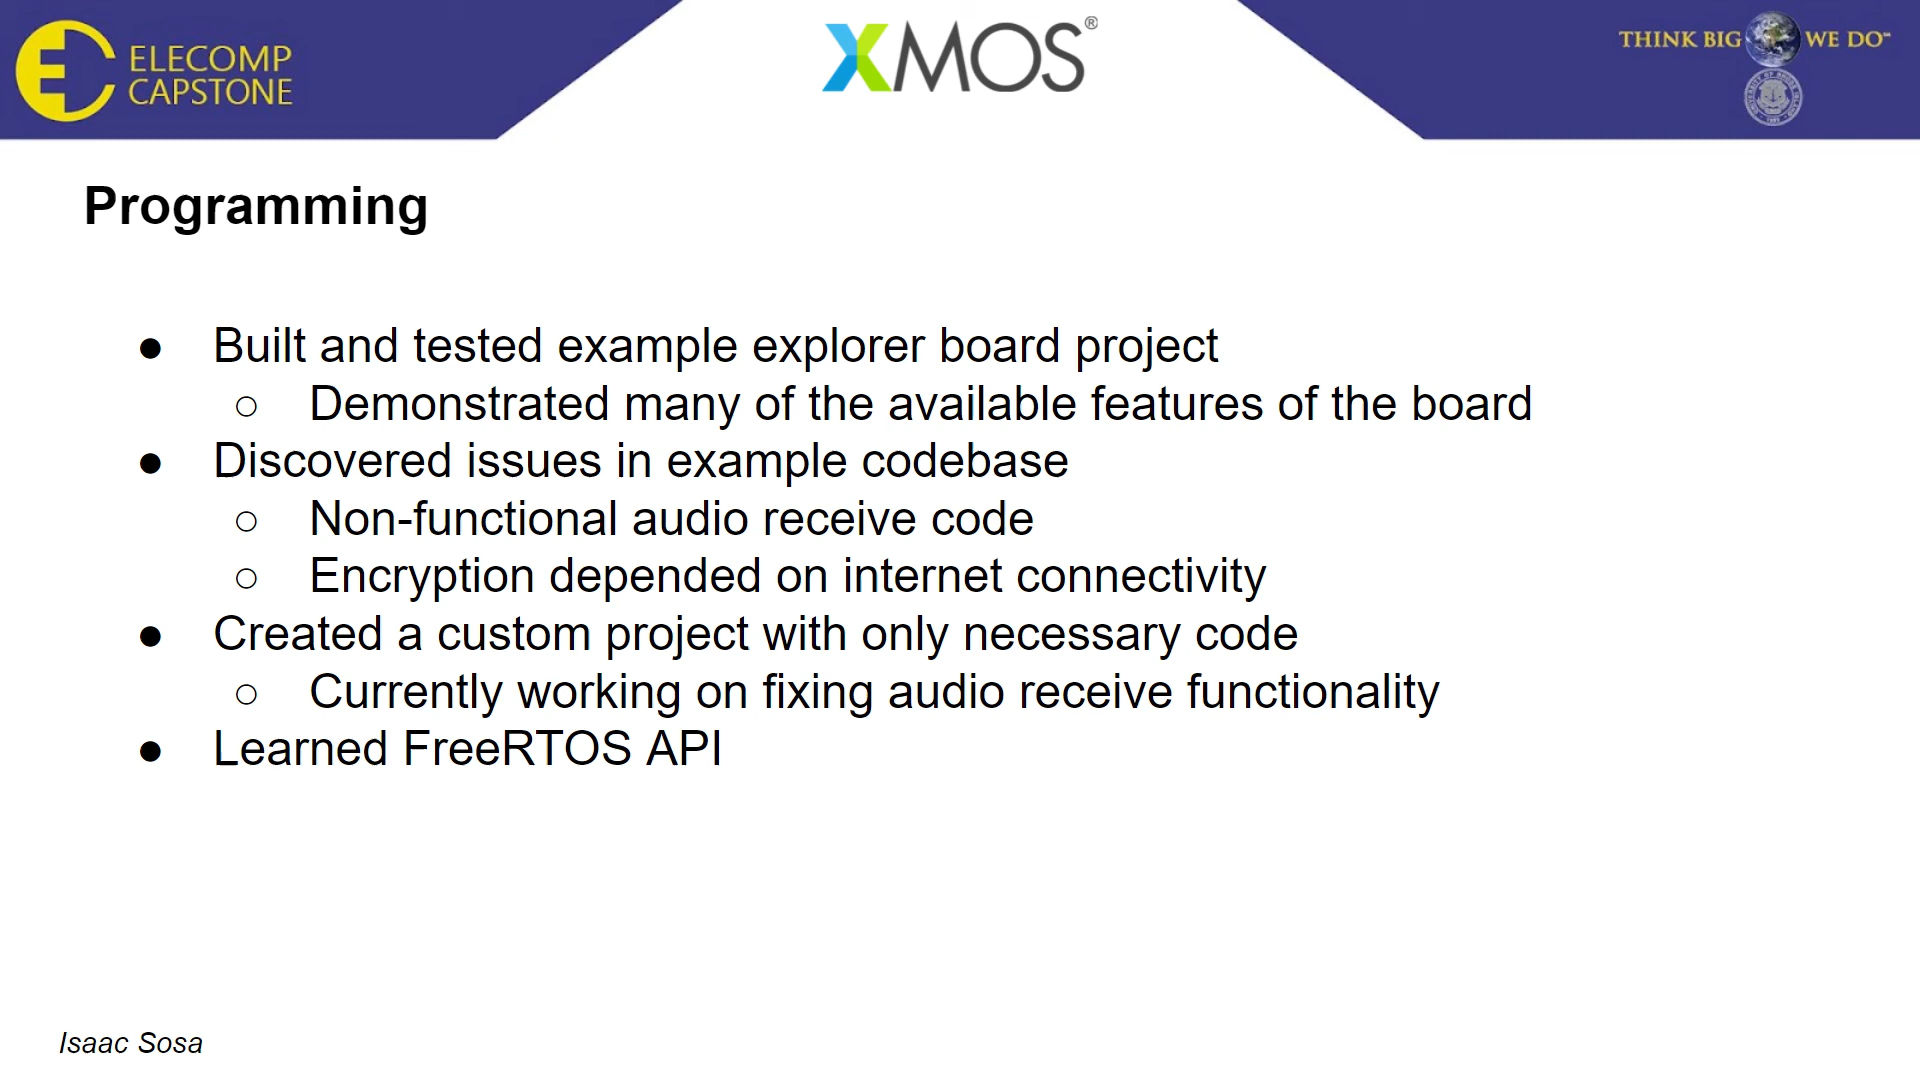 ELECOMP
CAPSTONE
XMOS®
THINK BIG WE DO™
Programming
● Built and tested example explorer board project
○ Demonstrated many of the available features of the board
● Discovered issues in example codebase
○ Non-functional audio receive code
○ Encryption depended on internet connectivity
● Created a custom project with only necessary code
○ Currently working on fixing audio receive functionality
● Learned FreeRTOS API
Isaac Sosa